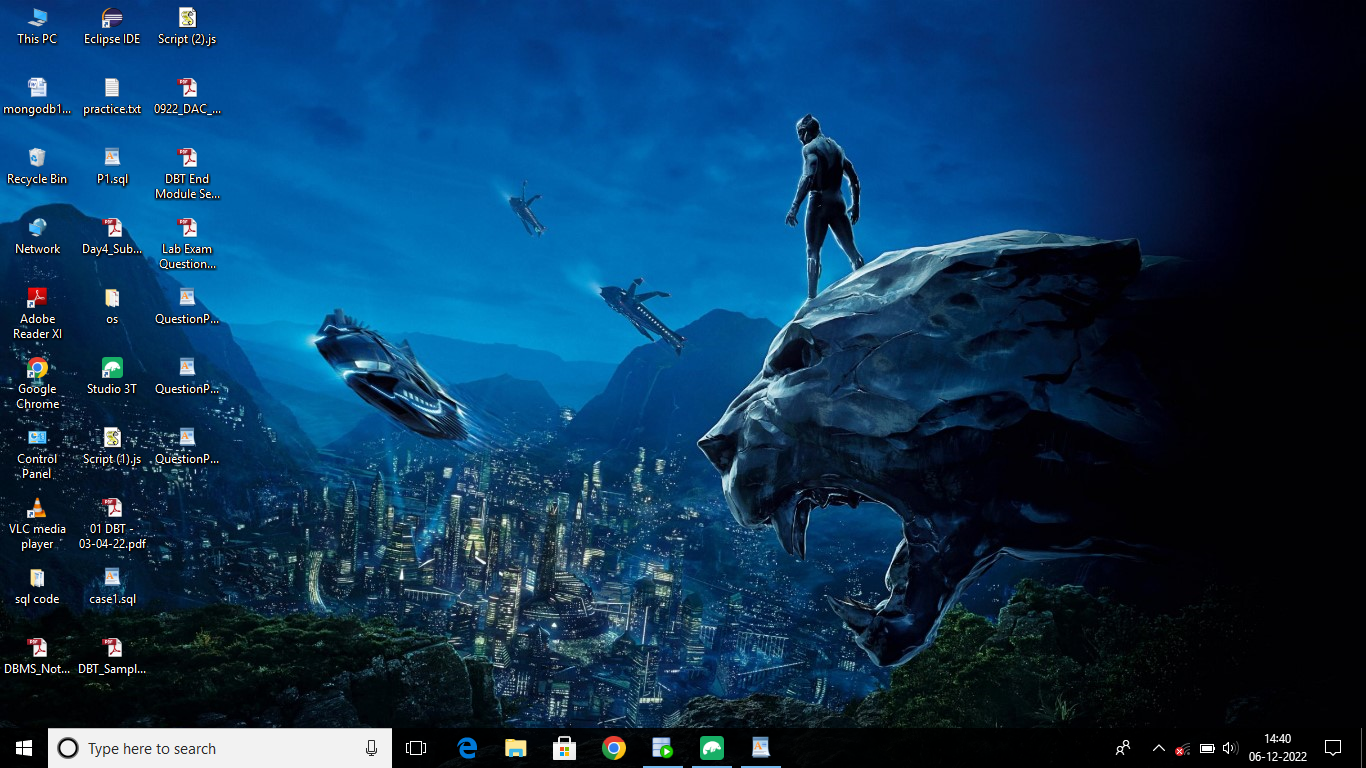 This PC
Eclipse IDE
Script (2).js
mongodb1...
practice.txt
0922_DAC_...
Recycle Bin
P1.sql
DBT End
Module Se...
Network
Day4_Sub...
Lab Exam
Question...
Adobe
Reader XI
os
QuestionP...
Google
Chrome
Studio 3T
QuestionP...
Control
Panel
Script (1).js
QuestionP...
VLC media
player
01 DBT -
03-04-22.pdf
sql code
case1.sql
DBMS_Not...
DBT_Sampl...
Type here to search
14:40
06-12-2022